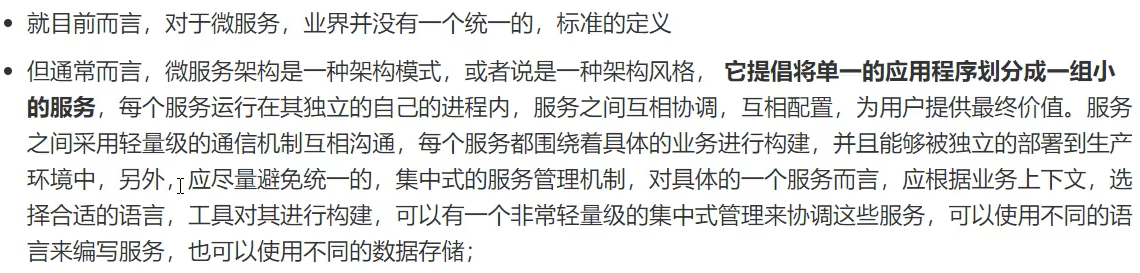 就目前而言，对于微服务，业界并没有一个统一的，标准的定义
但通常而言，微服务架构是一种架构模式，或者说是一种架构风格， 它提倡将单一的应用程序划分成一组小
的服务，每个服务运行在其独立的自己的进程内，服务之间互相协调，互相配置，为用户提供最终价值。服务
之间采用轻量级的通信机制互相沟通，每个服务都围绕着具体的业务进行构建，并且能够被独立的部署到生产
环境中，另外，应尽量避免统一的，集中式的服务管理机制，对具体的一个服务而言，应根据业务上下文，选
择合适的语言，工具对其进行构建，可以有一个非常轻量级的集中式管理来协调这些服务，可以使用不同的语
言来编写服务，也可以使用不同的数据存储；